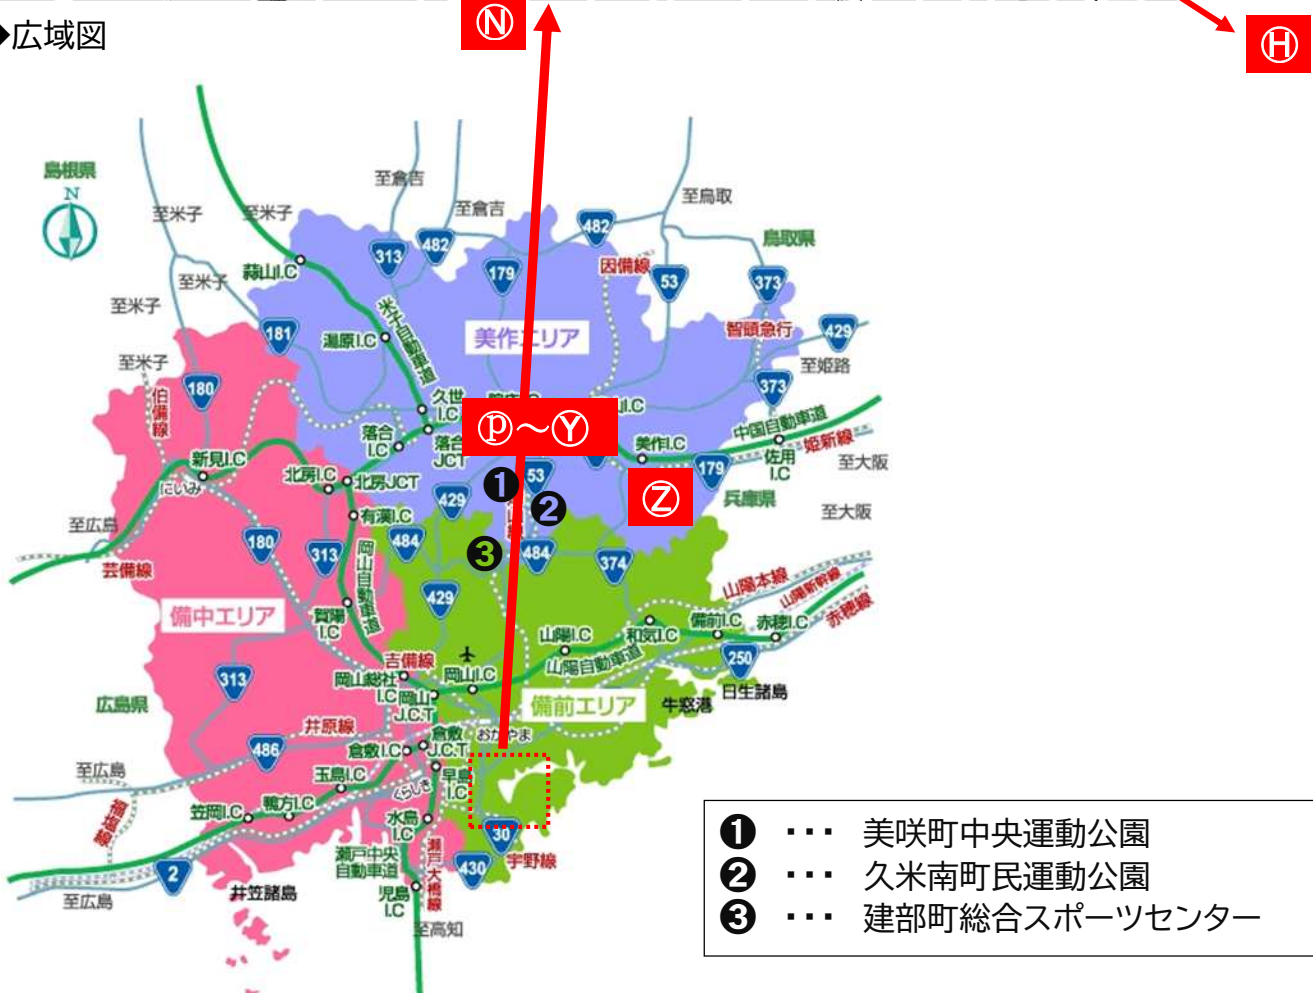 Ⓝ
Ⓗ
◆広域図
島根県
N
至倉吉
至鳥取
至米子
至米子
至倉吉
482
鳥取県
313
482
因備線
179
53
373
蒜山I.C
至米子
至米子
米子自動車道
181
湯原I.C
美作エリア
智頭急行
429
至姫路
至米子
伯備線
180
373
久世I.C
中国自動車道
ⓟ~Ⓨ
落合I.C
落合JCT
美作I.C
姫新線
佐用I.C
至大阪
新見I.C
にいみ
北房I.C
北房JCT
❶
53
Ⓩ
179
兵庫県
429
❷
有漢I.C
至大阪
至広島
180
313
484
❸
484
374
岡山自動車道
芸備線
山陽本線
山陽新幹線
赤穂線
429
備中エリア
賀陽I.C
山陽I.C
和気I.C
備前I.C
赤穂I.C
山陽自動車道
250
吉備線
岡山I.C
313
岡山総社I.C
岡山J.C.T
備前エリア
牛窓港
日生諸島
広島県
井原線
おかやま
486
倉敷I.C
倉敷J.C.T
至広島
玉島I.C
早島I.C
くらしき
笠岡I.C
鴨方I.C
水島I.C
30
宇野線
瀬戸中央自動車道
瀬戸大橋線
430
2
井笠諸島
児島I.C
至広島
至高知
❶ ・・・ 美咲町中央運動公園
❷ ・・・ 久米南町民運動公園
❸ ・・・ 建部町総合スポーツセンター